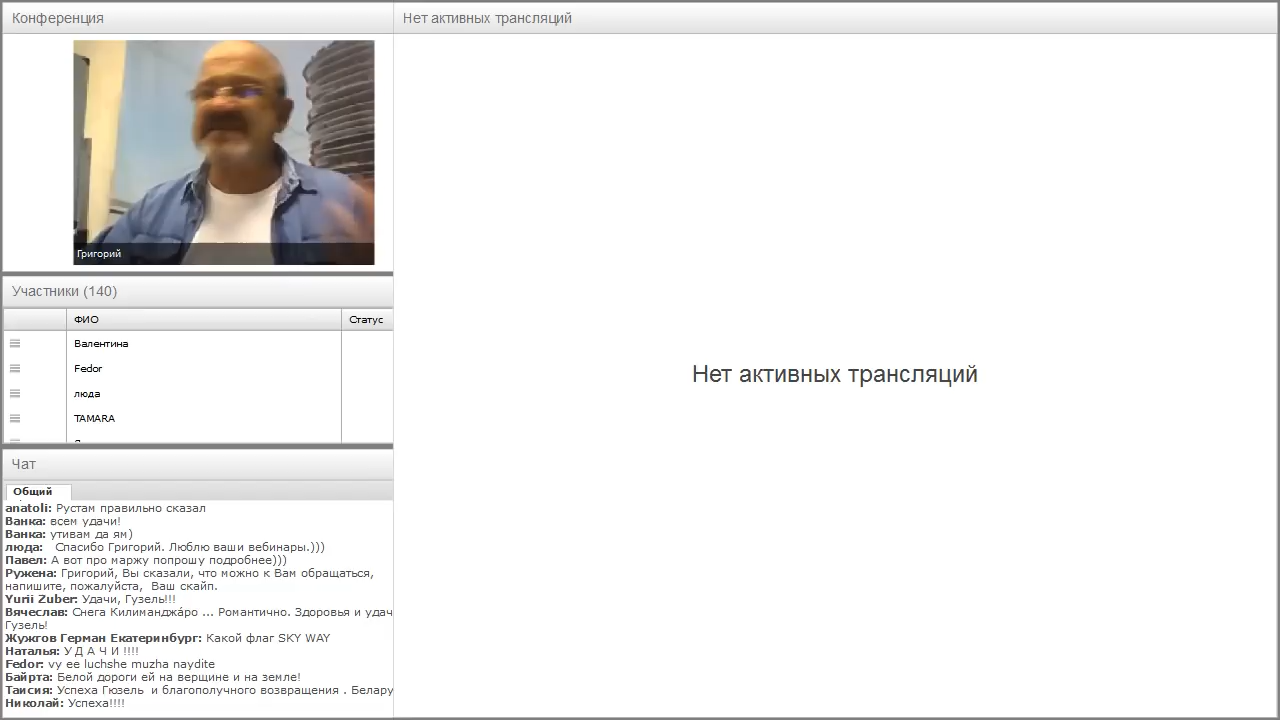 Конференция
Нет активных трансляций
Григорий
Участники (140)
ФИО
Статус
Валентина
Fedor
люда
TAMARA
Чат
Общий
anatoli: Рустам правильно сказал
Ванка: всем удачи!
Ванка: утивам да ям)
люда: Спасибо Григорий. Люблю ваши вебинары.)))
Павел: А вот про маржу попрошу подробнее)))
Ружена: Григорий, Вы сказали, что можно к Вам обращаться,
напишите, пожалуйста, Ваш скайп.
Yurii Zuber: Удачи, Гузель!!!
Вячеслав: Снега Килиманджáро ... Романтично. Здоровья и удач
Гузель!
Жужгов Герман Екатеринбург: Какой флаг SKY WAY
Наталья: У Д А Ч И !!!!
Fedor: vy ee luchshe muzha naydite
Байрта: Белой дороги ей на верщине и на земле!
Таисия: Успеха Гюзель и благополучного возвращения . Белару
Николай: Успеха!!!!
Нет активных трансляций